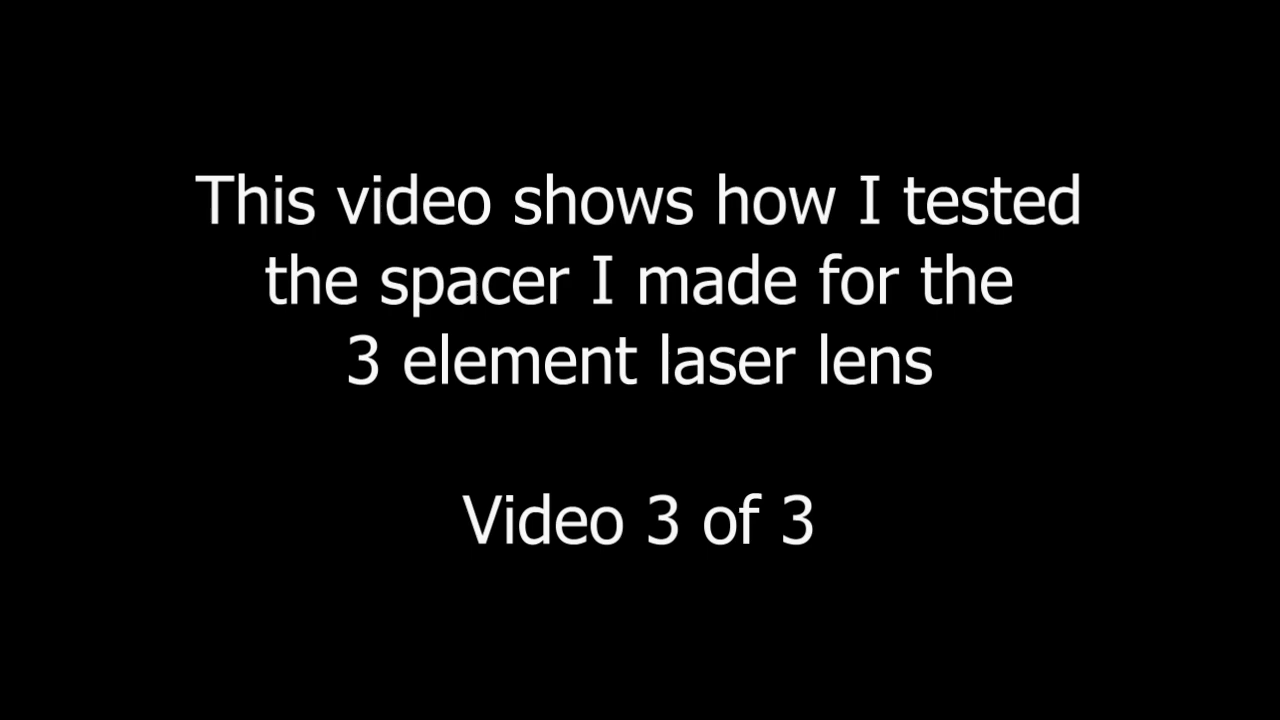 This video shows how I tested
the spacer I made for the
3 element laser lens
Video 3 of 3